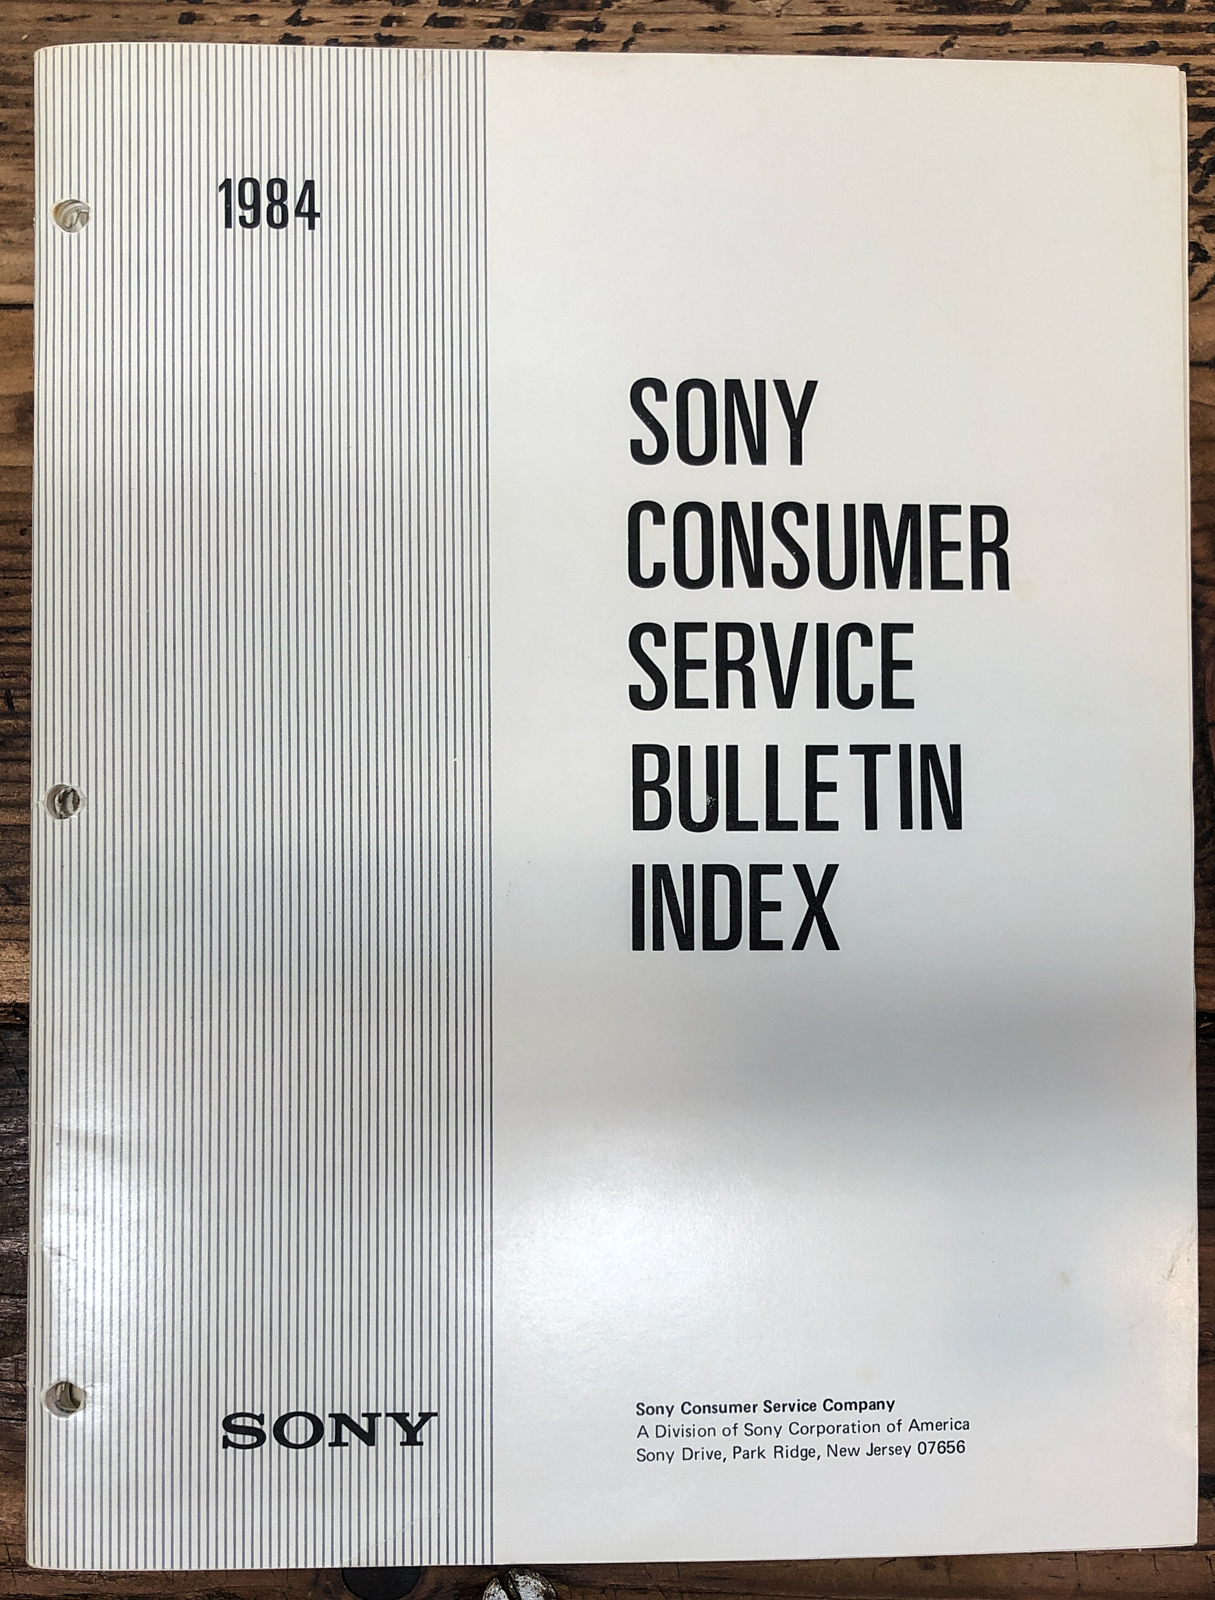 1984
SONY
CONSUMER
SERVICE
BULLETIN
INDEX
SONY
Sony Consumer Service Company
A Division of Sony Corporation of America
Sony Drive, Park Ridge, New Jersey 07656